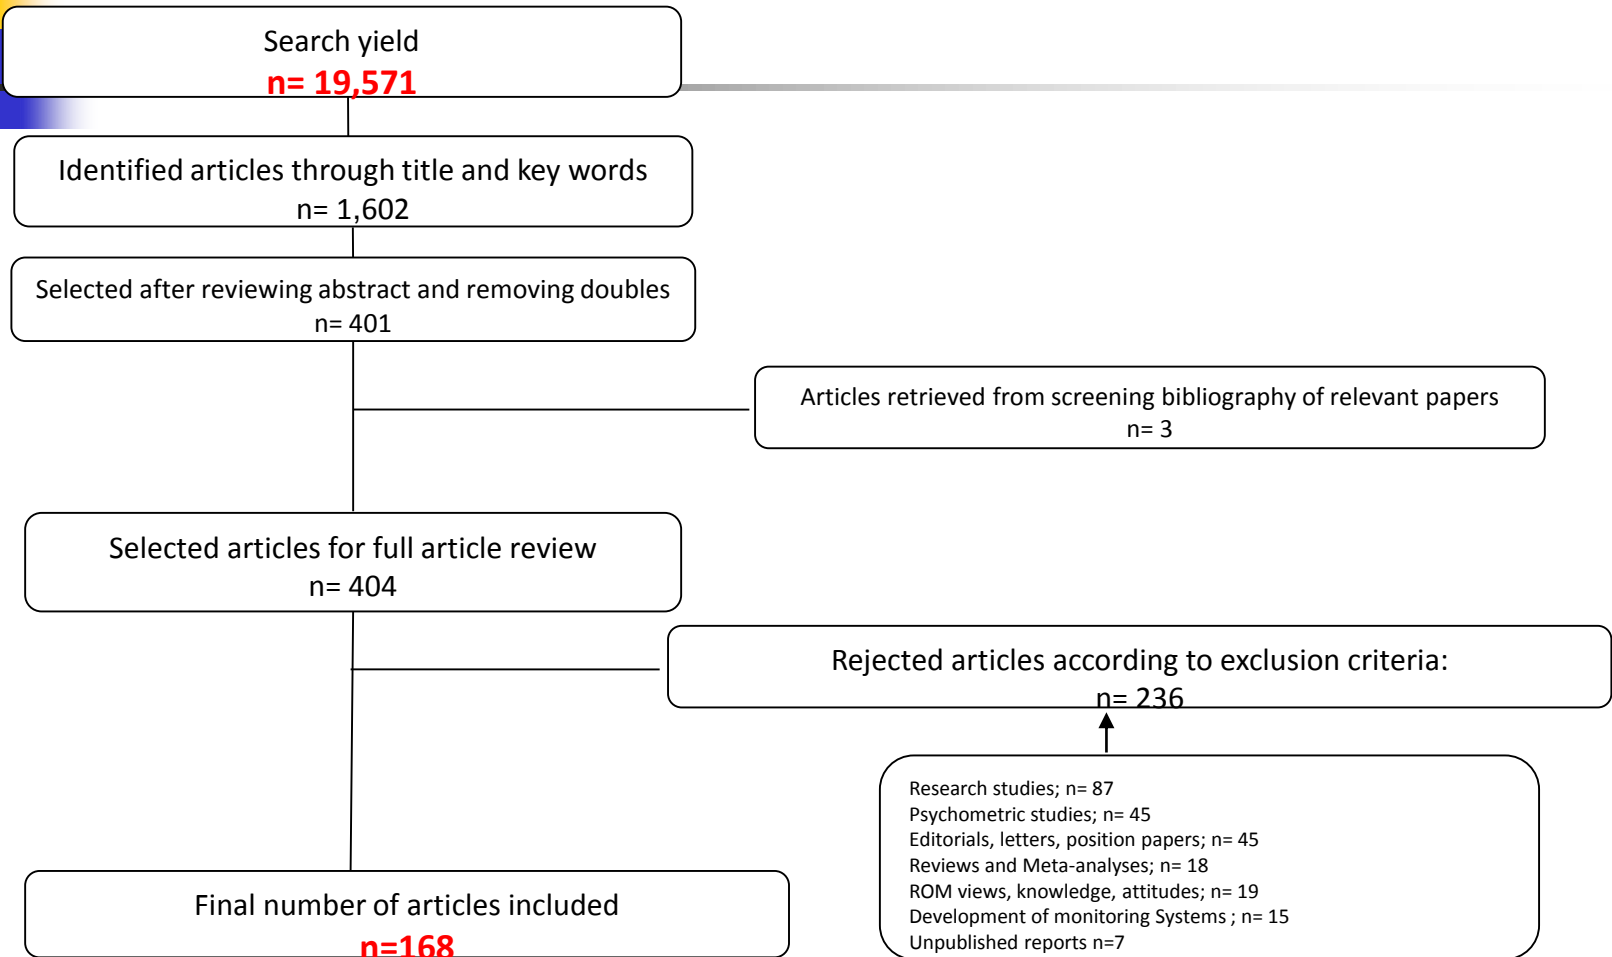 Search yield
n= 19,571
Identified articles through title and key words
n= 1,602
Selected after reviewing abstract and removing doubles
n= 401
Articles retrieved from screening bibliography of relevant papers
n= 3
Selected articles for full article review
n= 404
Rejected articles according to exclusion criteria:
n= 236
Research studies; n= 87
Psychometric studies; n= 45
Editorials, letters, position papers; n= 45
Reviews and Meta-analyses; n= 18
ROM views, knowledge, attitudes; n= 19
Development of monitoring Systems ; n= 15
Unpublished reports n=7
Final number of articles included
n=168